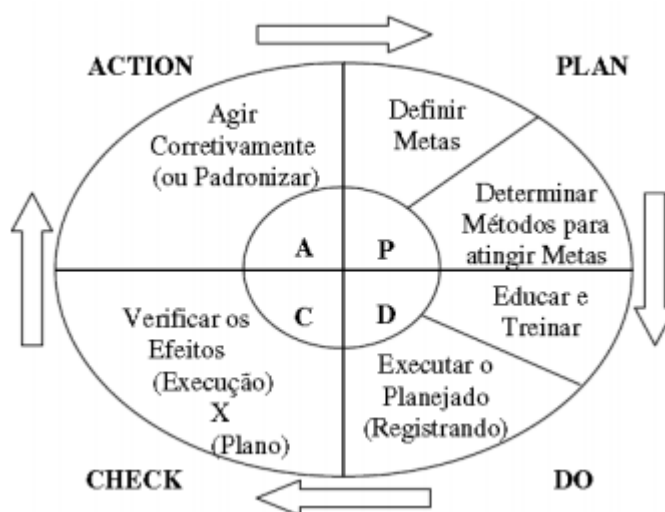 ACTION
PLAN
Agir
Corretivamente
(ou Padronizar)
Definir
Metas
Determinar
Métodos para
atingir Metas
A
P
C
D
Educar e
Treinar
Executar o
Planejado
(Registrando)
Verificar os
Efeitos
(Execução)
X
(Plano)
CHECK
DO